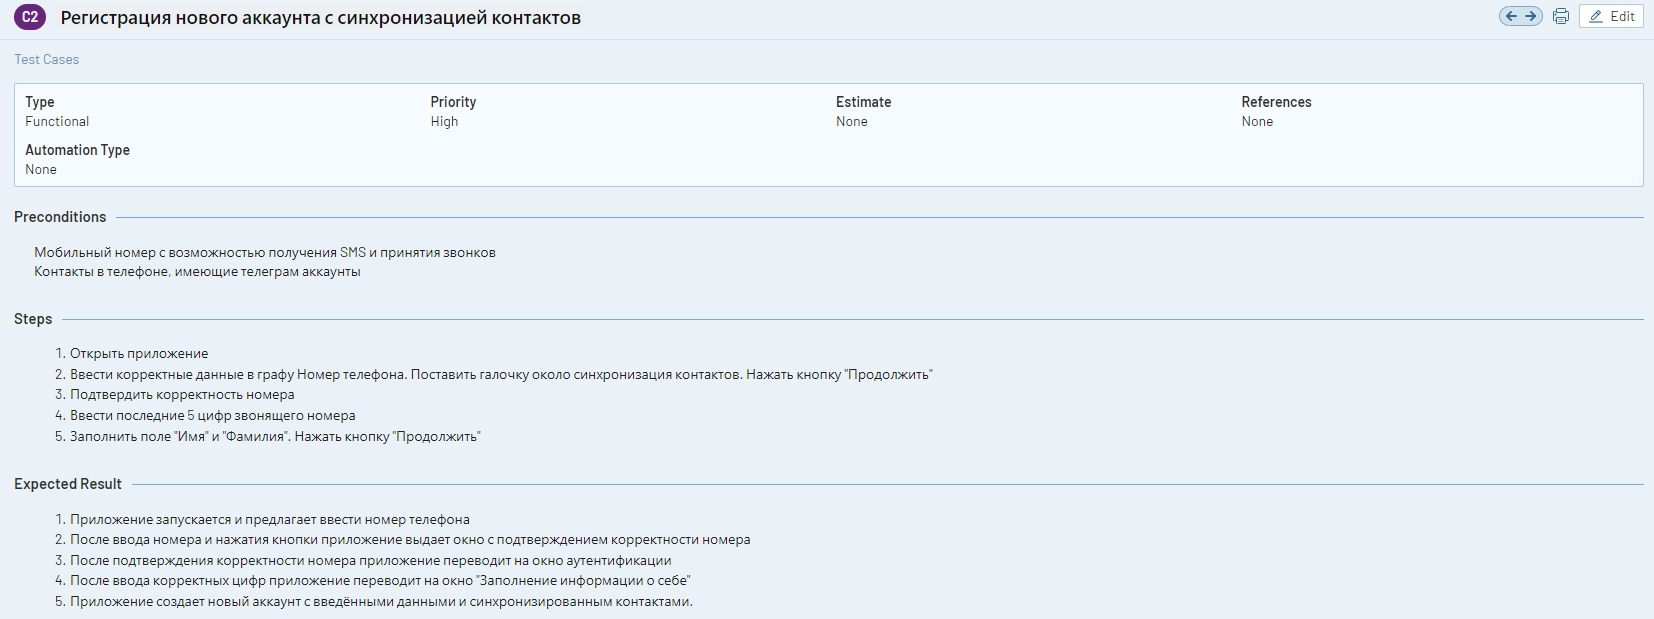 C2 Регистрация нового аккаунта с синхронизацией контактов Edit
Test Cases
Type Priority Estimate References
Functional High None None
Automation Type
None
Preconditions
Мобильный номер с возможностью получения SMS и принятия звонков
Контакты в телефоне, имеющие телеграм аккаунты
Steps
1. Открыть приложение
2. Ввести корректные данные в графу Номер телефона. Поставить галочку около синхронизация контактов. Нажать кнопку "Продолжить"
3. Подтвердить корректность номера
4. Ввести последние 5 цифр звонящего номера
5. Заполнить поле "Имя" и "Фамилия". Нажать кнопку "Продолжить"
Expected Result
1. Приложение запускается и предлагает ввести номер телефона
2. После ввода номера и нажатия кнопки приложение выдает окно с подтверждением корректности номера
3. После подтверждения корректности номера приложение переводит на окно аутентификации
4. После ввода корректных цифр приложение переводит на окно "Заполнение информации о себе"
5. Приложение создает новый аккаунт с введёнными данными и синхронизированным контактами.